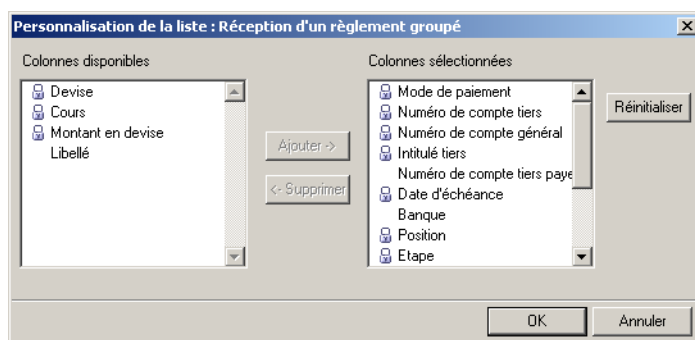 Personnalisation de la liste : Réception d'un règlement groupé
Colonnes disponibles
Devise
Cours
Montant en devise
Libellé
Ajouter ->
<- Supprimer
Colonnes sélectionnées
Mode de paiement
Numéro de compte tiers
Numéro de compte général
Intitulé tiers
Numéro de compte tiers paye
Date d'échéance
Banque
Position
Etape
Réinitialiser
OK
Annuler